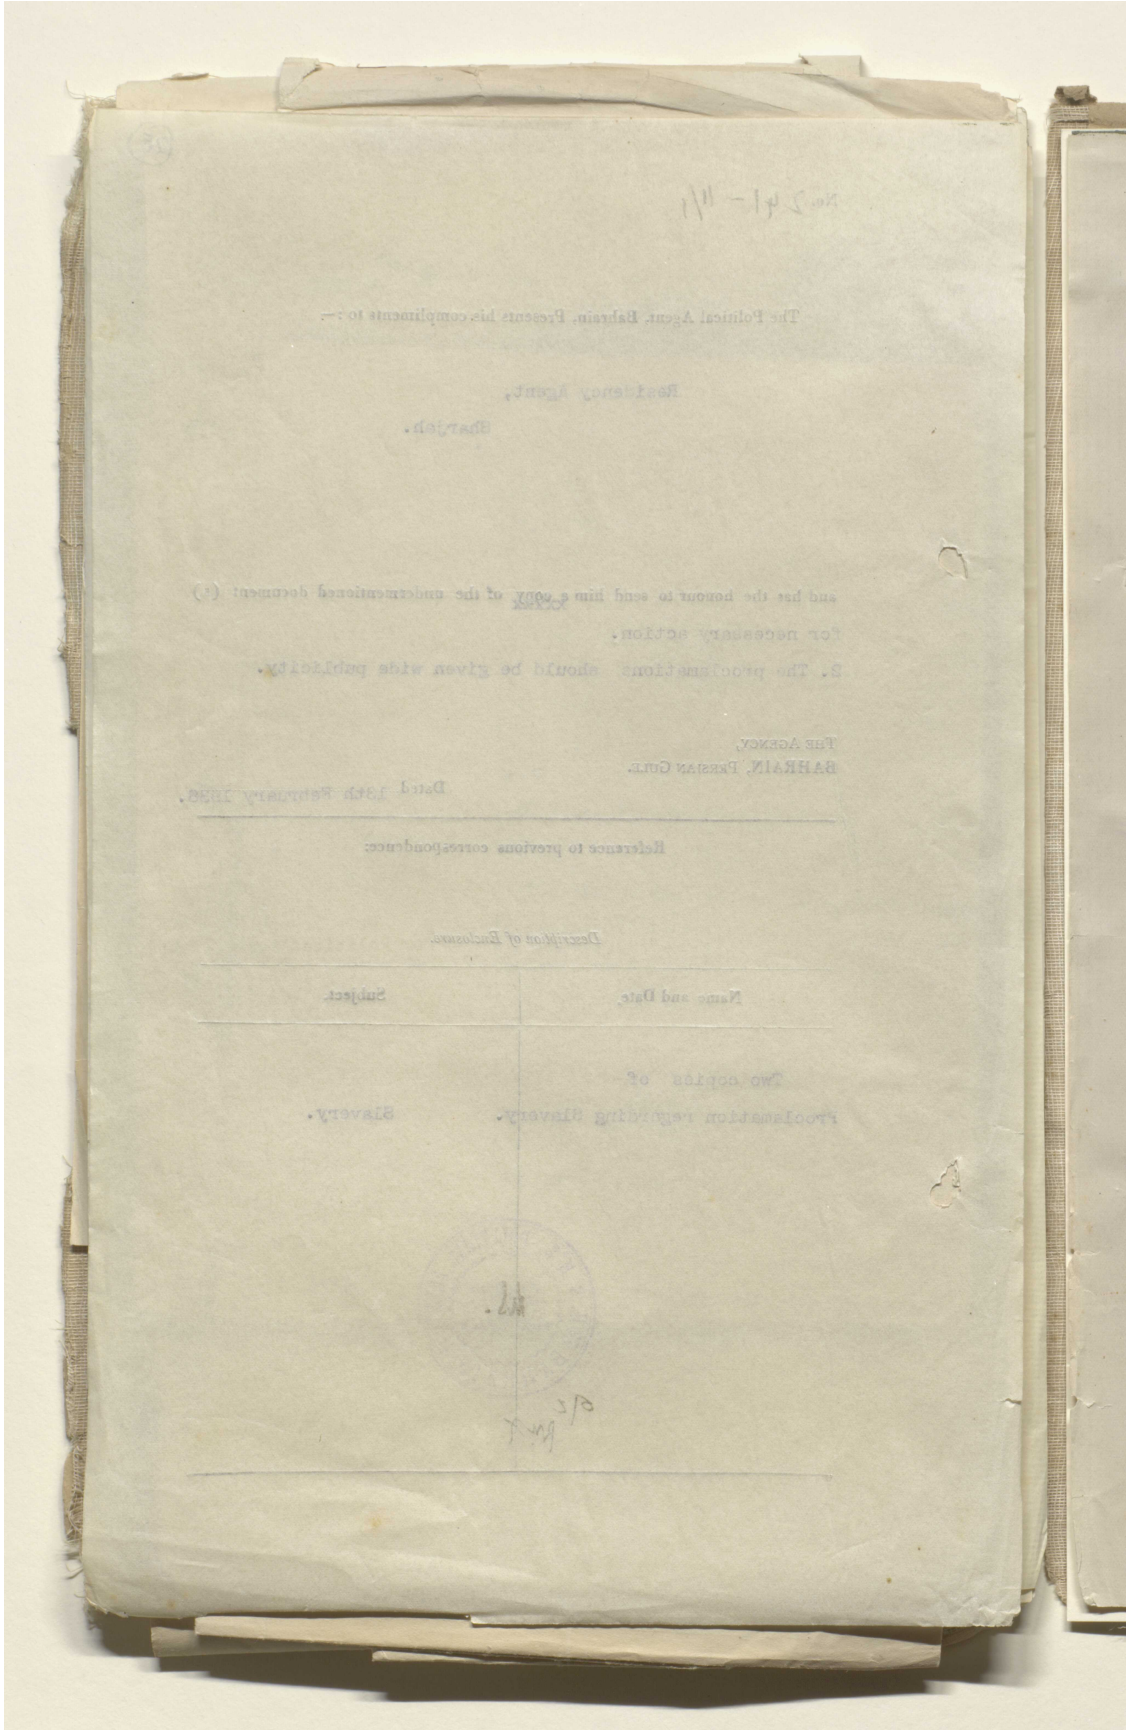 No. 241-11/1
The Political Agent, Bahrain, Presents his compliments to :—
Residency Agent,
Sharjah.
and has the honour to send him a copy of the undermentioned document: (s)
for necessary action.
2. The proclamations should be given wide publicity.
THE AGENCY,
BAHRAIN, PERSIAN GULF.
Dated 13th February
Reference to previous correspondence:
Description of Enclosure.
Name and Date.
Subject.
Two copies of
Proclamation regarding Slavery.
Slavery.